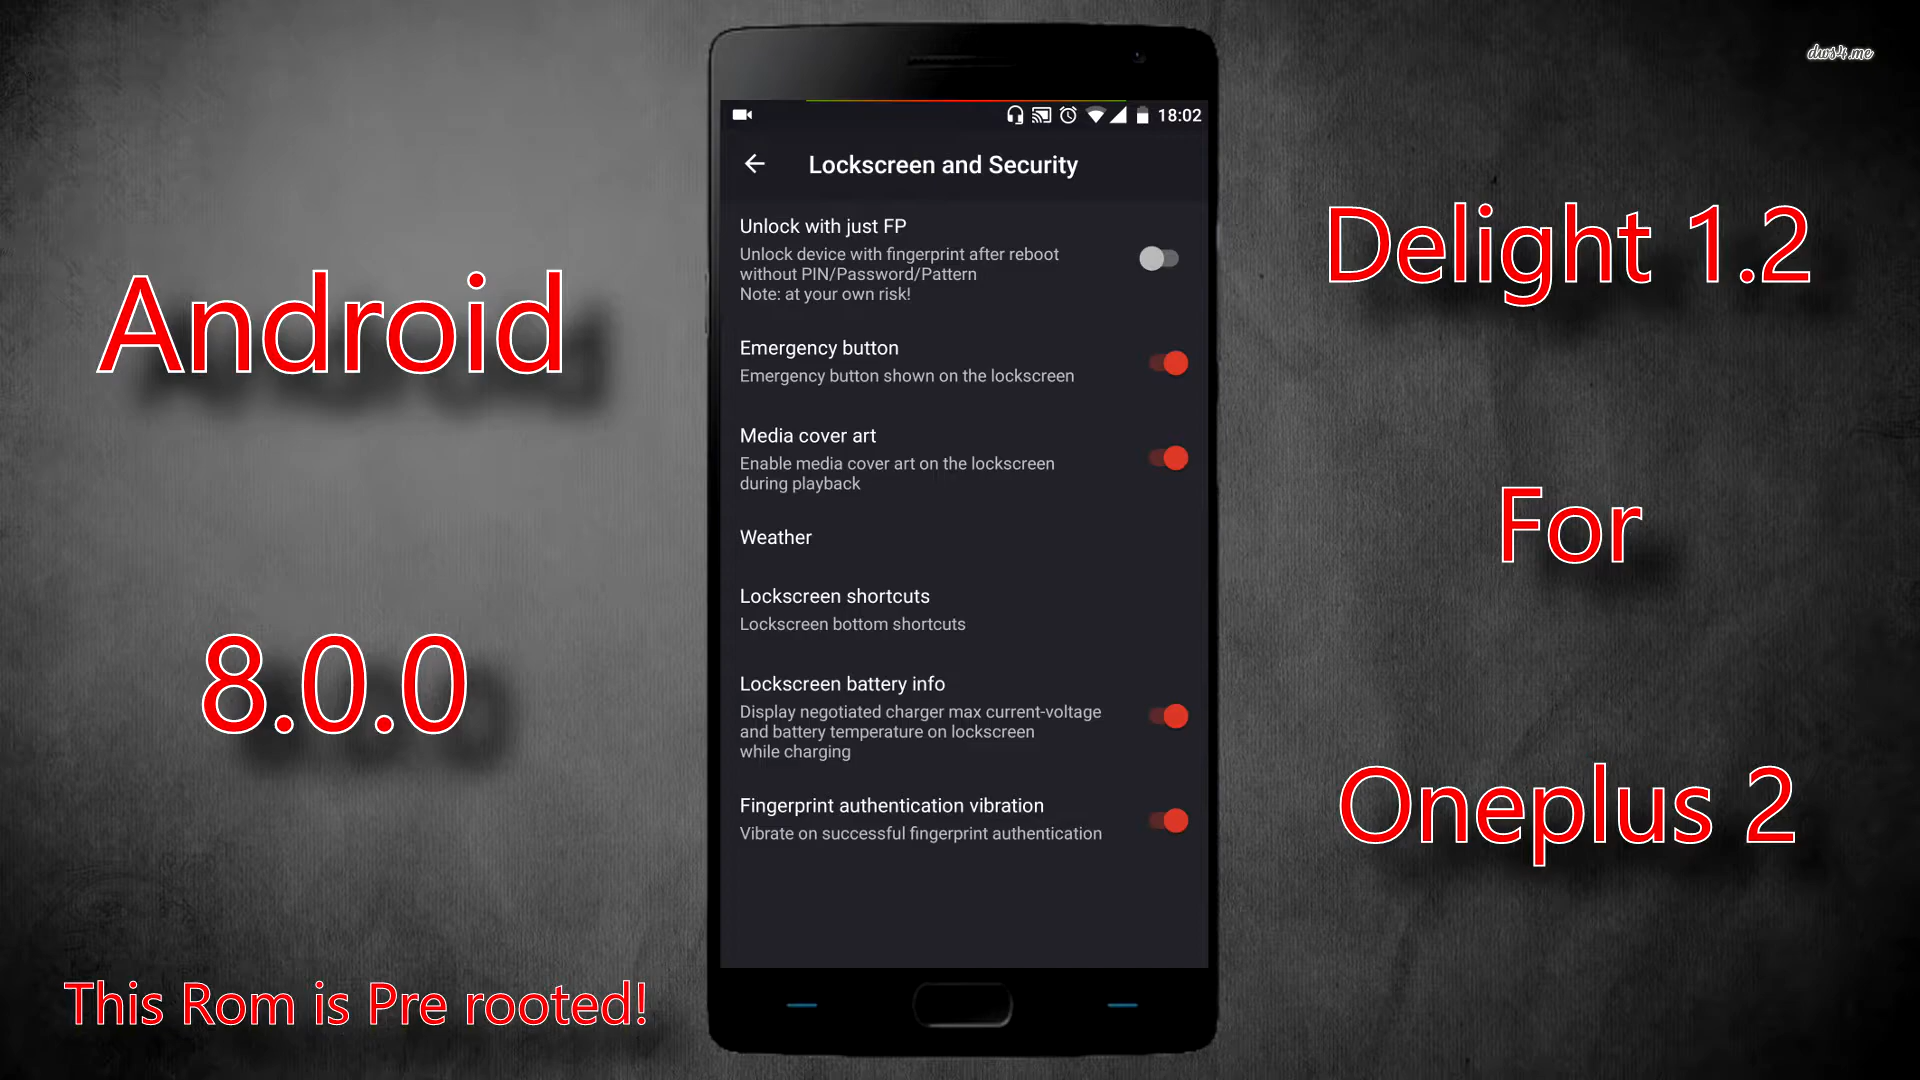 duos4.me
18:02
Lockscreen and Security
Unlock with just FP
Unlock device with fingerprint after reboot
without PIN/Password/Pattern
Note: at your own risk!
Emergency button
Emergency button shown on the lockscreen
Media cover art
Enable media cover art on the lockscreen
during playback
Weather
Lockscreen shortcuts
Lockscreen bottom shortcuts
Lockscreen battery info
Display negotiated charger max current-voltage
and battery temperature on lockscreen
while charging
Fingerprint authentication vibration
Vibrate on successful fingerprint authentication
Android
8.0.0
This Rom is Pre rooted!
Delight 1.2
For
Oneplus 2